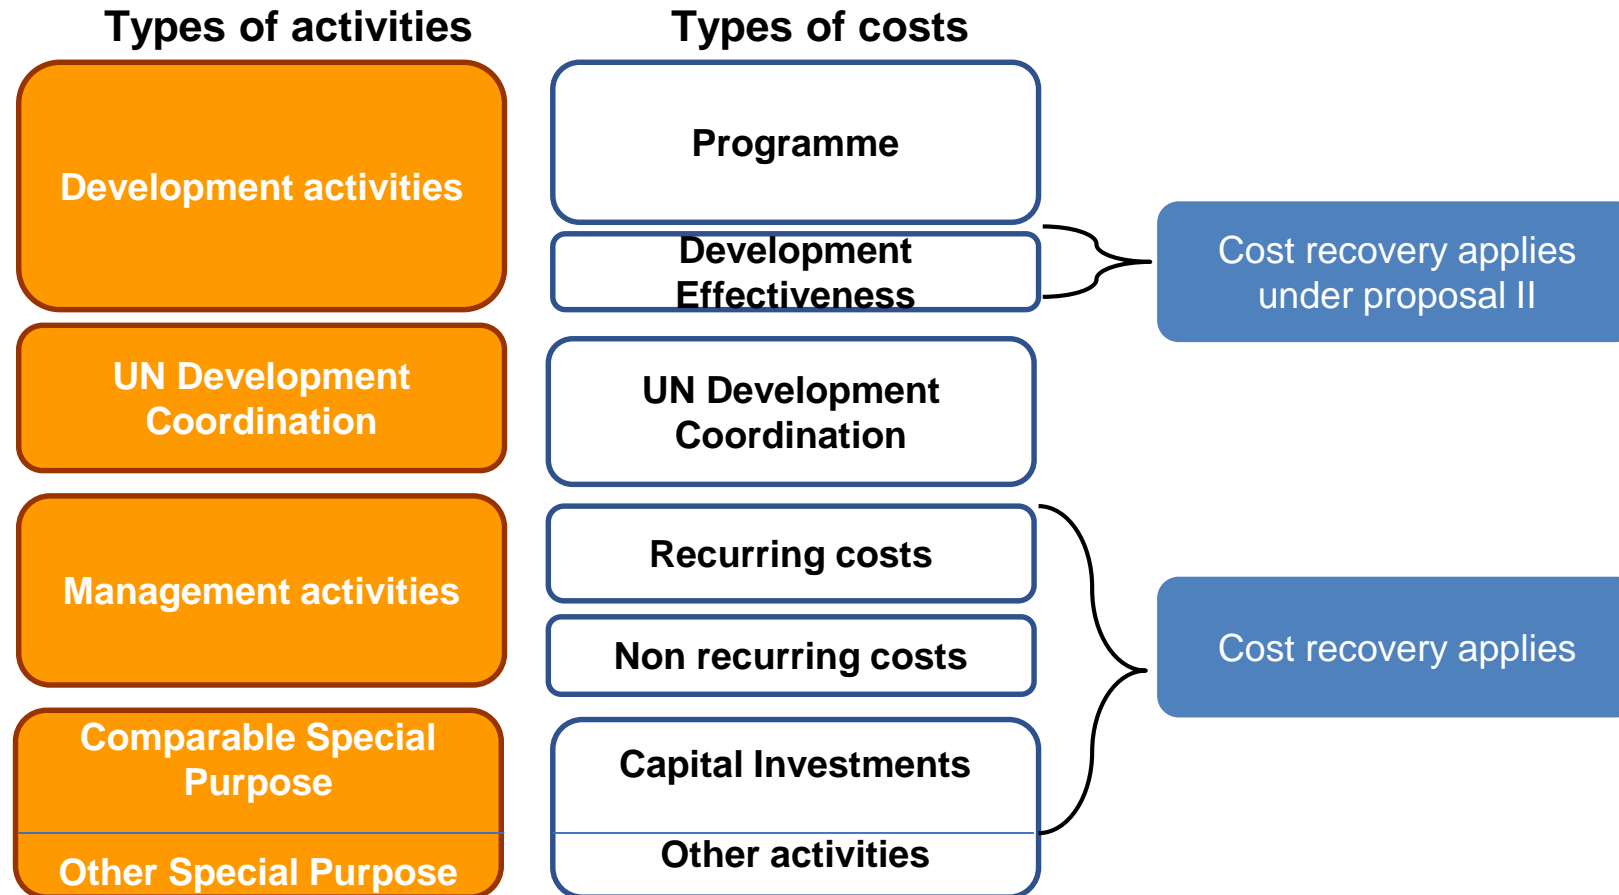 Types of activities
Types of costs
Development activities
Programme
Development
Effectiveness
Cost recovery applies
under proposal II
UN Development
Coordination
UN Development
Coordination
Management activities
Recurring costs
Non recurring costs
Cost recovery applies
Comparable Special
Purpose
Capital Investments
Other Special Purpose
Other activities